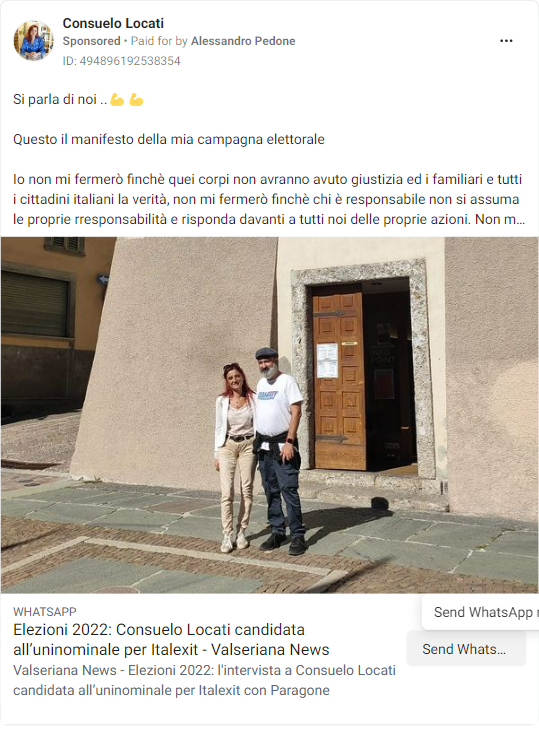 Consuelo Locati
Sponsored • Paid for by Alessandro Pedone
ID: 494896192538354
Si parla di noi ..💪 💪
Questo il manifesto della mia campagna elettorale
Io non mi fermerò finchè quei corpi non avranno avuto giustizia ed i familiari e tutti
i cittadini italiani la verità, non mi fermerò finchè chi è responsabile non si assuma
le proprie rresponsabilità e risponda davanti a tutti noi delle proprie azioni. Non m...
WHATSAPP
Elezioni 2022: Consuelo Locati candidata
all’uninominale per Italexit - Valseriana News
Valseriana News - Elezioni 2022: l'intervista a Consuelo Locati
candidata all’uninominale per Italexit con Paragone
Send WhatsApp
Send Whats...